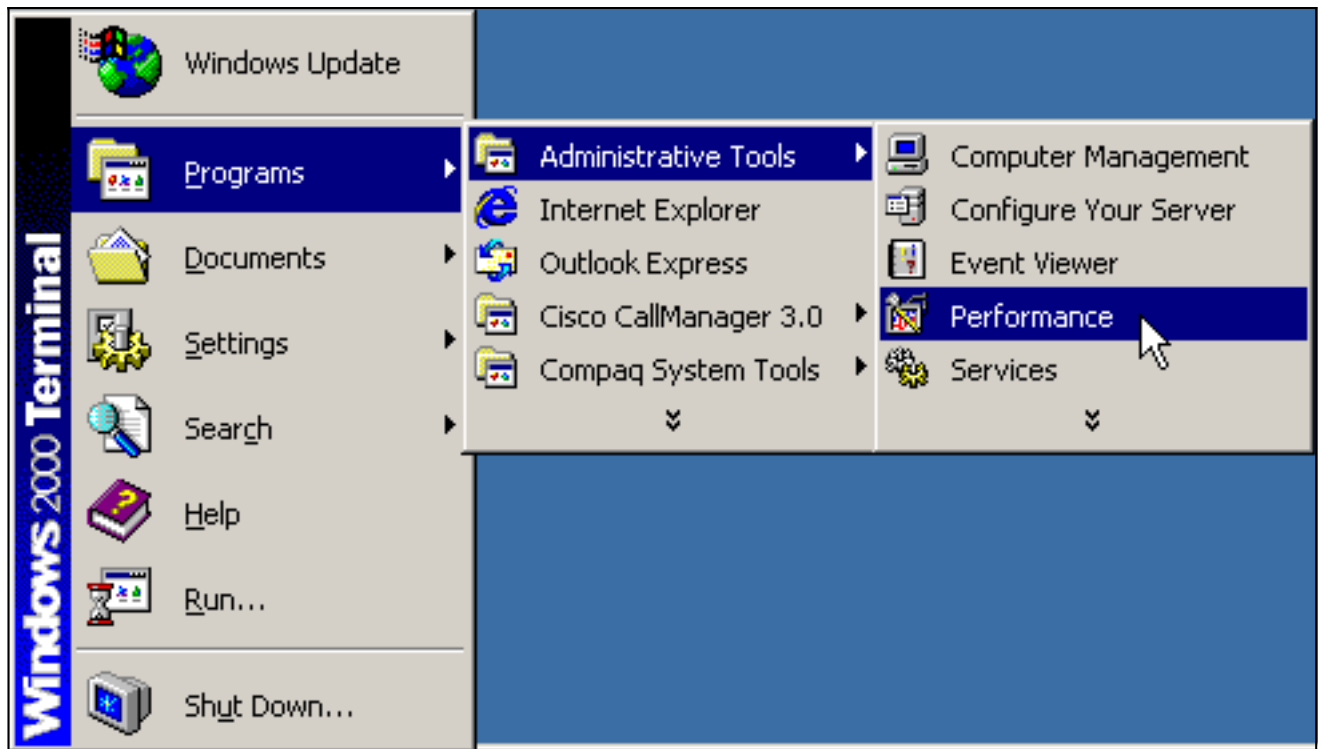 Windows 2000 Terminal
Windows Update
Programs
Documents
Settings
Search
Help
Run...
Shut Down...
Administrative Tools
Internet Explorer
Outlook Express
Cisco CallManager 3.0
Compaq System Tools
Computer Management
Configure Your Server
Event Viewer
Performance
Services